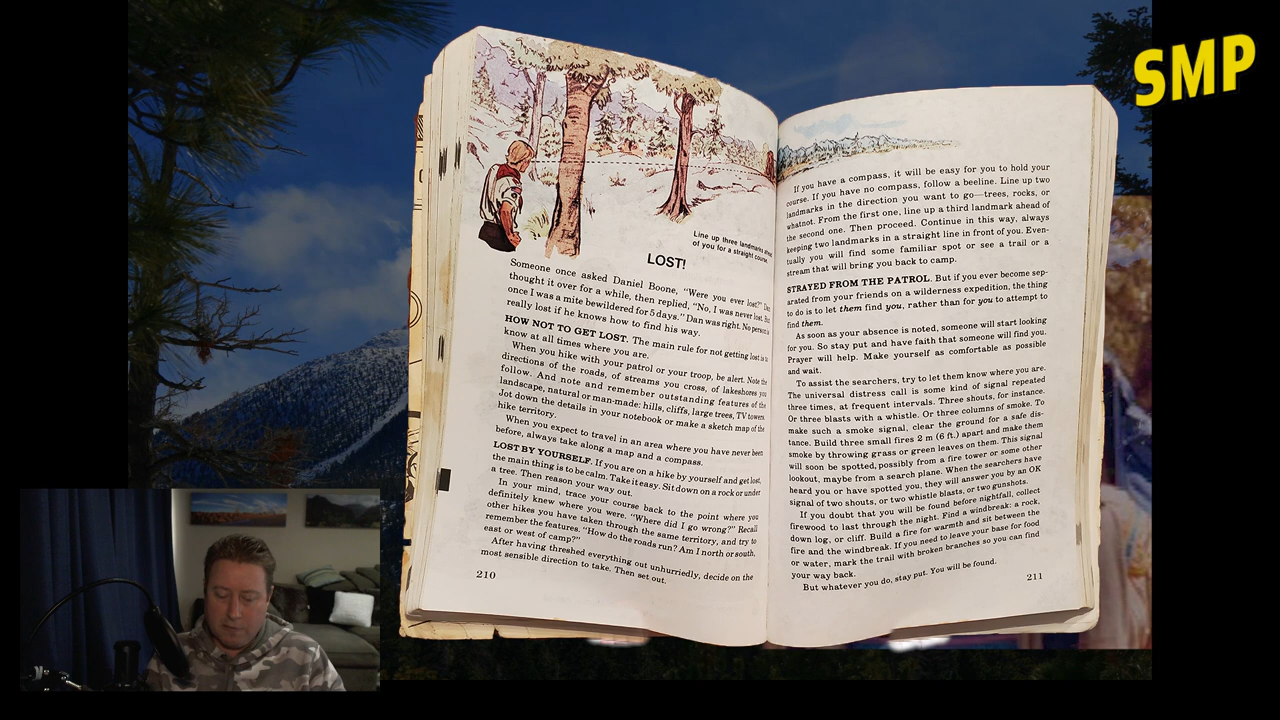 SMP
Line up three landmarks ahead
of you for a straight course.
LOST!
Someone once asked Daniel Boone, "Were you ever lost?" Dan
thought it over for a while, then replied, "No, I was never lost. But
once I was a mite bewildered for 5 days." Dan was right. No person is
really lost if he knows how to find his way.
HOW NOT TO GET LOST. The main rule for not getting lost is to
know at all times where you are.
When you hike with your patrol or your troop, be alert. Note the
directions of the roads, of streams you cross, of lakeshores you
follow. And note and remember outstanding features of the
landscape, natural or man-made: hills, cliffs, large trees, TV towers.
Jot down the details in your notebook or make a sketch map of the
hike territory.
When you expect to travel in an area where you have never been
before, always take along a map and a compass.
LOST BY YOURSELF. If you are on a hike by yourself and get lost,
the main thing is to be calm. Take it easy. Sit down on a rock or under
a tree. Then reason your way out.
In your mind, trace your course back to the point where you
definitely knew where you were. "Where did I go wrong?" Recall
other hikes you have taken through the same territory, and try to
remember the features. "How do the roads run? Am I north or south,
east or west of camp?"
After having threshed everything out unhurriedly, decide on the
most sensible direction to take. Then set out.
210
If you have a compass, it will be easy for you to hold your
course. If you have no compass, follow a beeline. Line up two
landmarks in the direction you want to go—trees, rocks, or
whatnot. From the first one, line up a third landmark ahead of
the second one. Then proceed. Continue in this way, always
keeping two landmarks in a straight line in front of you. Even-
tually you will find some familiar spot or see a trail or a
stream that will bring you back to camp.
STRAYED FROM THE PATROL. But if you ever become sep-
arated from your friends on a wilderness expedition, the thing
to do is to let them find you, rather than for you to attempt to
find them.
As soon as your absence is noted, someone will start looking
for you. So stay put and have faith that someone will find you.
Prayer will help. Make yourself as comfortable as possible
and wait.
To assist the searchers, try to let them know where you are.
The universal distress call is some kind of signal repeated
three times, at frequent intervals. Three shouts, for instance.
Or three blasts with a whistle. Or three columns of smoke. To
make such a smoke signal, clear the ground for a safe dis-
tance. Build three small fires 2 m (6 ft.) apart and make them
smoke by throwing grass or green leaves on them. This signal
will soon be spotted, possibly from a fire tower or some other
lookout, maybe from a search plane. When the searchers have
heard you or have spotted you, they will answer you by an OK
signal of two shouts, or two whistle blasts, or two gunshots.
If you doubt that you will be found before nightfall, collect
firewood to last through the night. Find a windbreak: a rock,
down log, or cliff. Build a fire for warmth and sit between the
fire and the windbreak. If you need to leave your base for food
or water, mark the trail with broken branches so you can find
your way back.
But whatever you do, stay put. You will be found.
211